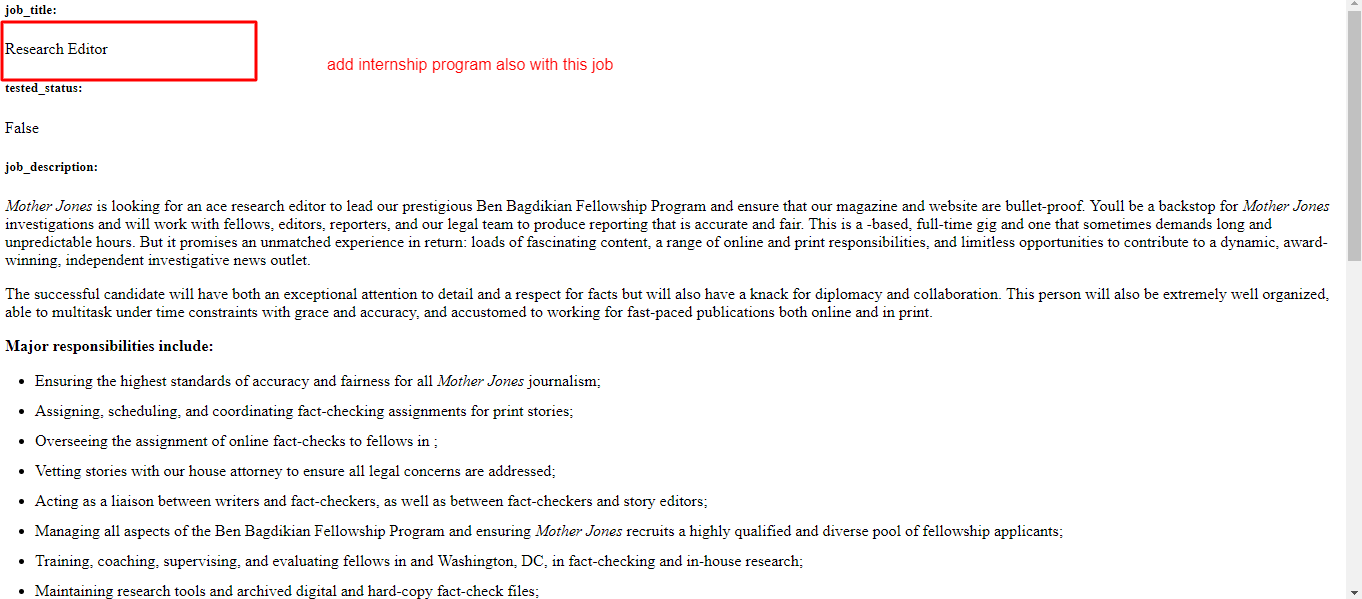 job_title:
Research Editor
add internship program also with this job
tested_status:
False
job_description:
Mother Jones is looking for an ace research editor to lead our prestigious Ben Bagdikian Fellowship Program and ensure that our magazine and website are bullet-proof. Youll be a backstop for Mother Jones
investigations and will work with fellows, editors, reporters, and our legal team to produce reporting that is accurate and fair. This is a -based, full-time gig and one that sometimes demands long and
unpredictable hours. But it promises an unmatched experience in return: loads of fascinating content, a range of online and print responsibilities, and limitless opportunities to contribute to a dynamic, award-
winning, independent investigative news outlet.
The successful candidate will have both an exceptional attention to detail and a respect for facts but will also have a knack for diplomacy and collaboration. This person will also be extremely well organized,
able to multitask under time constraints with grace and accuracy, and accustomed to working for fast-paced publications both online and in print.
Major responsibilities include:
• Ensuring the highest standards of accuracy and fairness for all Mother Jones journalism;
• Assigning, scheduling, and coordinating fact-checking assignments for print stories;
• Overseeing the assignment of online fact-checks to fellows in ;
• Vetting stories with our house attorney to ensure all legal concerns are addressed;
• Acting as a liaison between writers and fact-checkers, as well as between fact-checkers and story editors;
• Managing all aspects of the Ben Bagdikian Fellowship Program and ensuring Mother Jones recruits a highly qualified and diverse pool of fellowship applicants;
• Training, coaching, supervising, and evaluating fellows in and Washington, DC, in fact-checking and in-house research;
• Maintaining research tools and archived digital and hard-copy fact-check files;